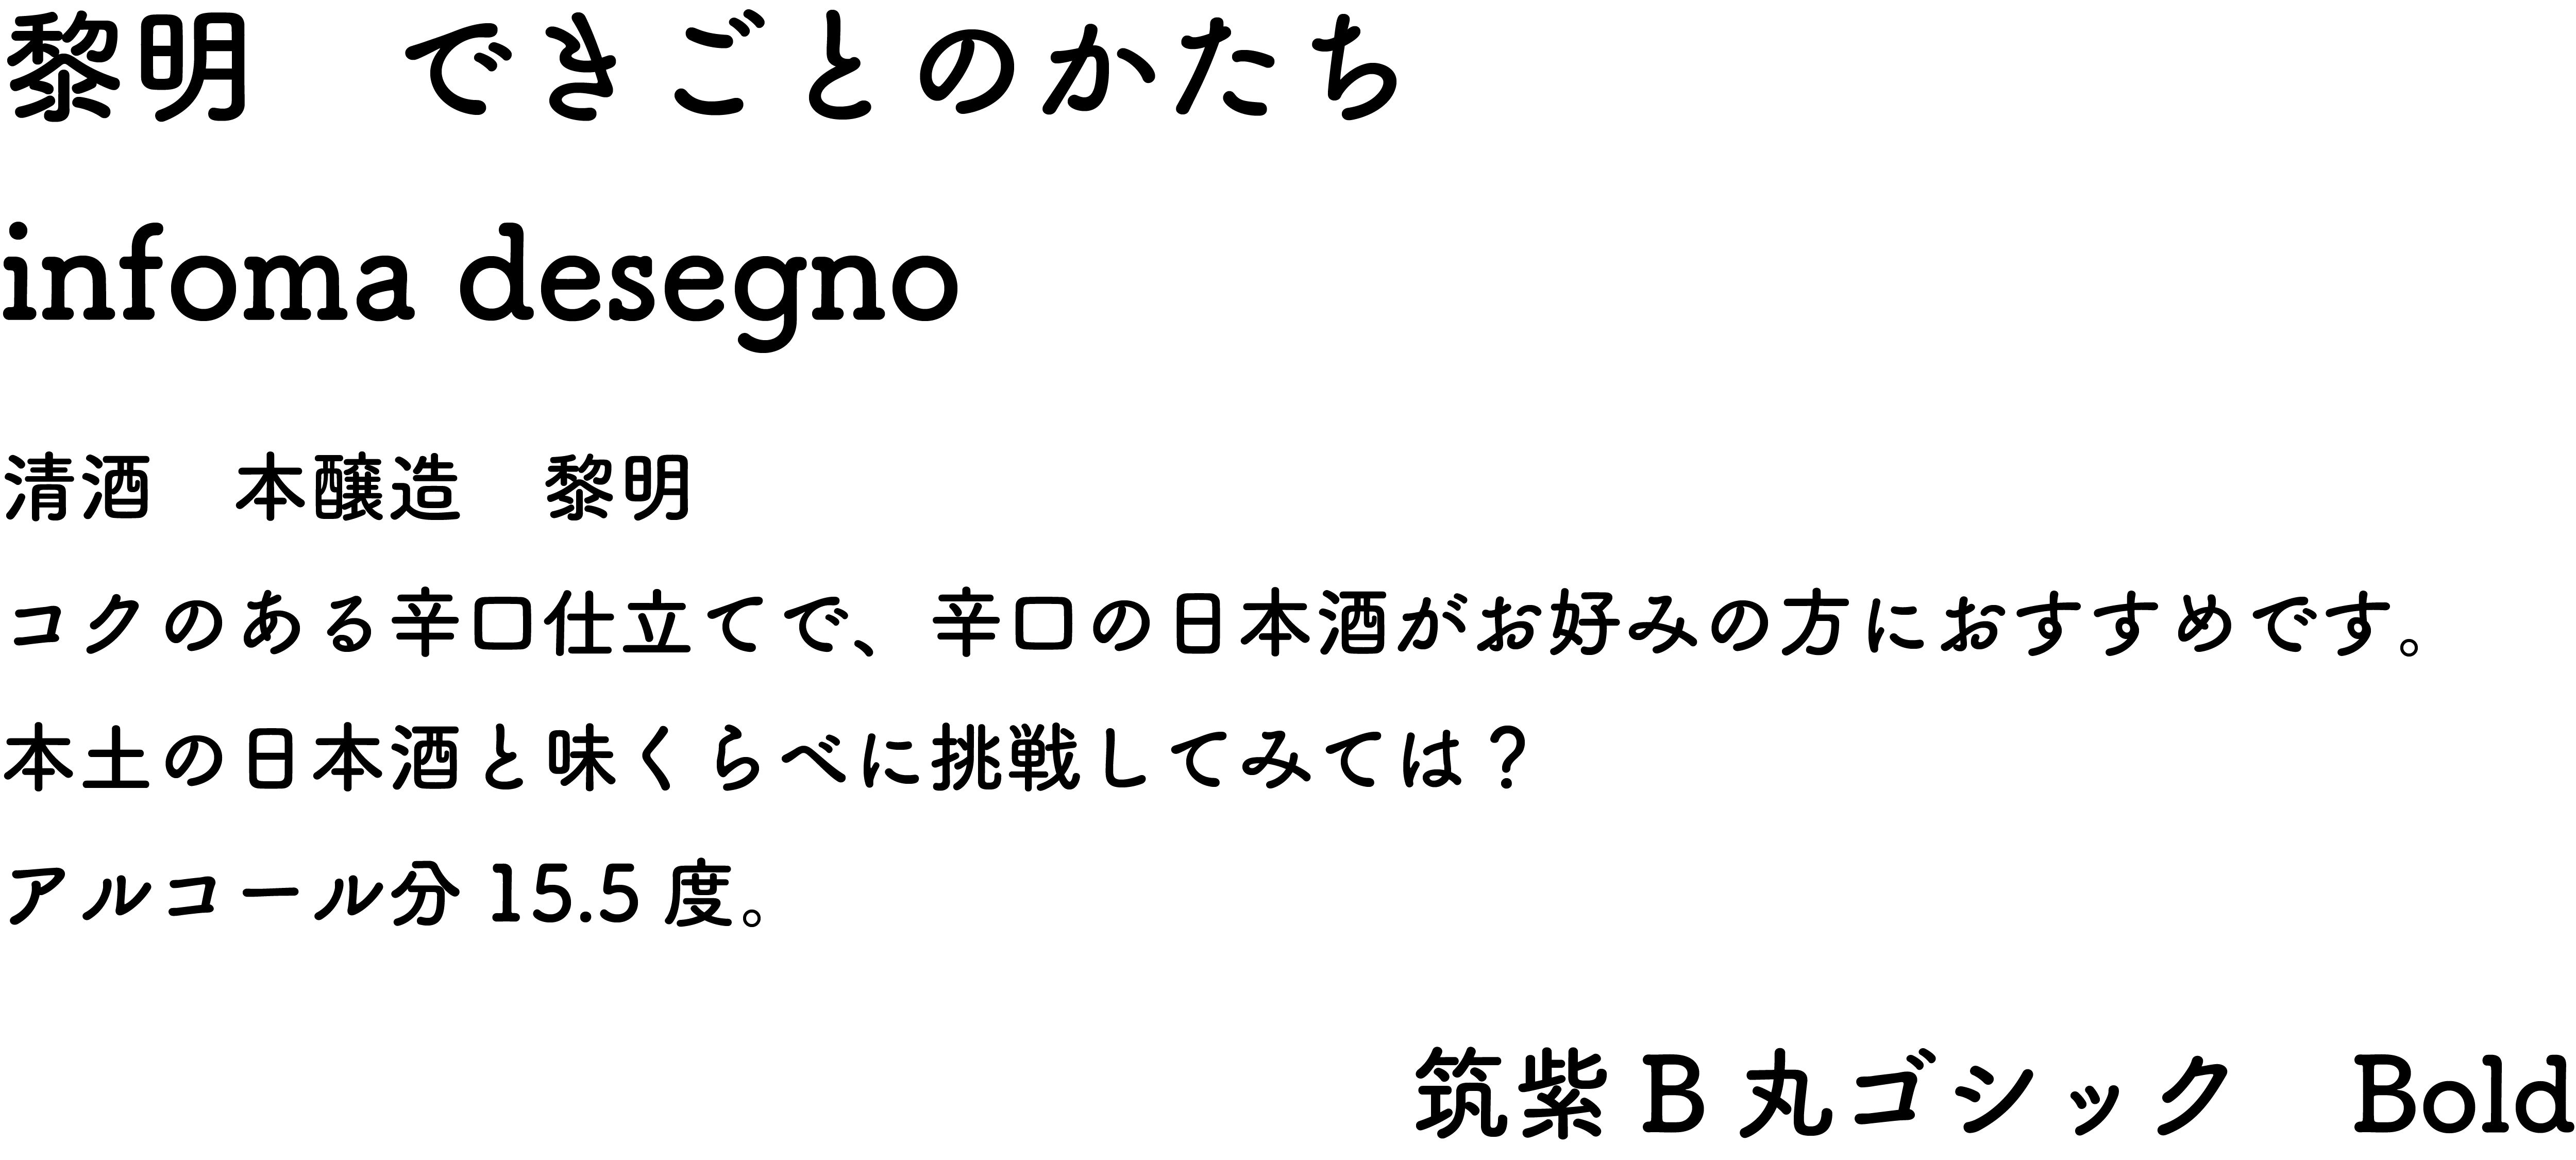 黎明　できごとのかたち
infoma desegno
清酒　本醸造　黎明
コクのある辛口仕立てで、辛口の日本酒がお好みの方におすすめです。
本土の日本酒と味くらべに挑戦してみては？
アルコール分 15.5 度。
筑紫 B 丸ゴシック　Bold